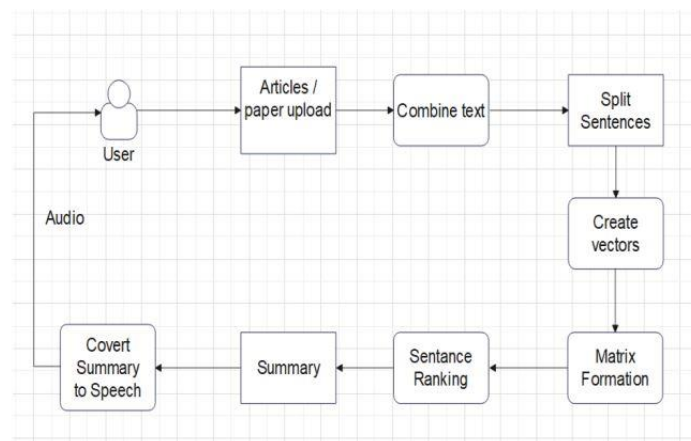 Articles /
paper upload
Combine text
Split
Sentences
User
Audio
Create
vectors
Covert
Summary
to Speech
Summary
Sentance
Ranking
Matrix
Formation